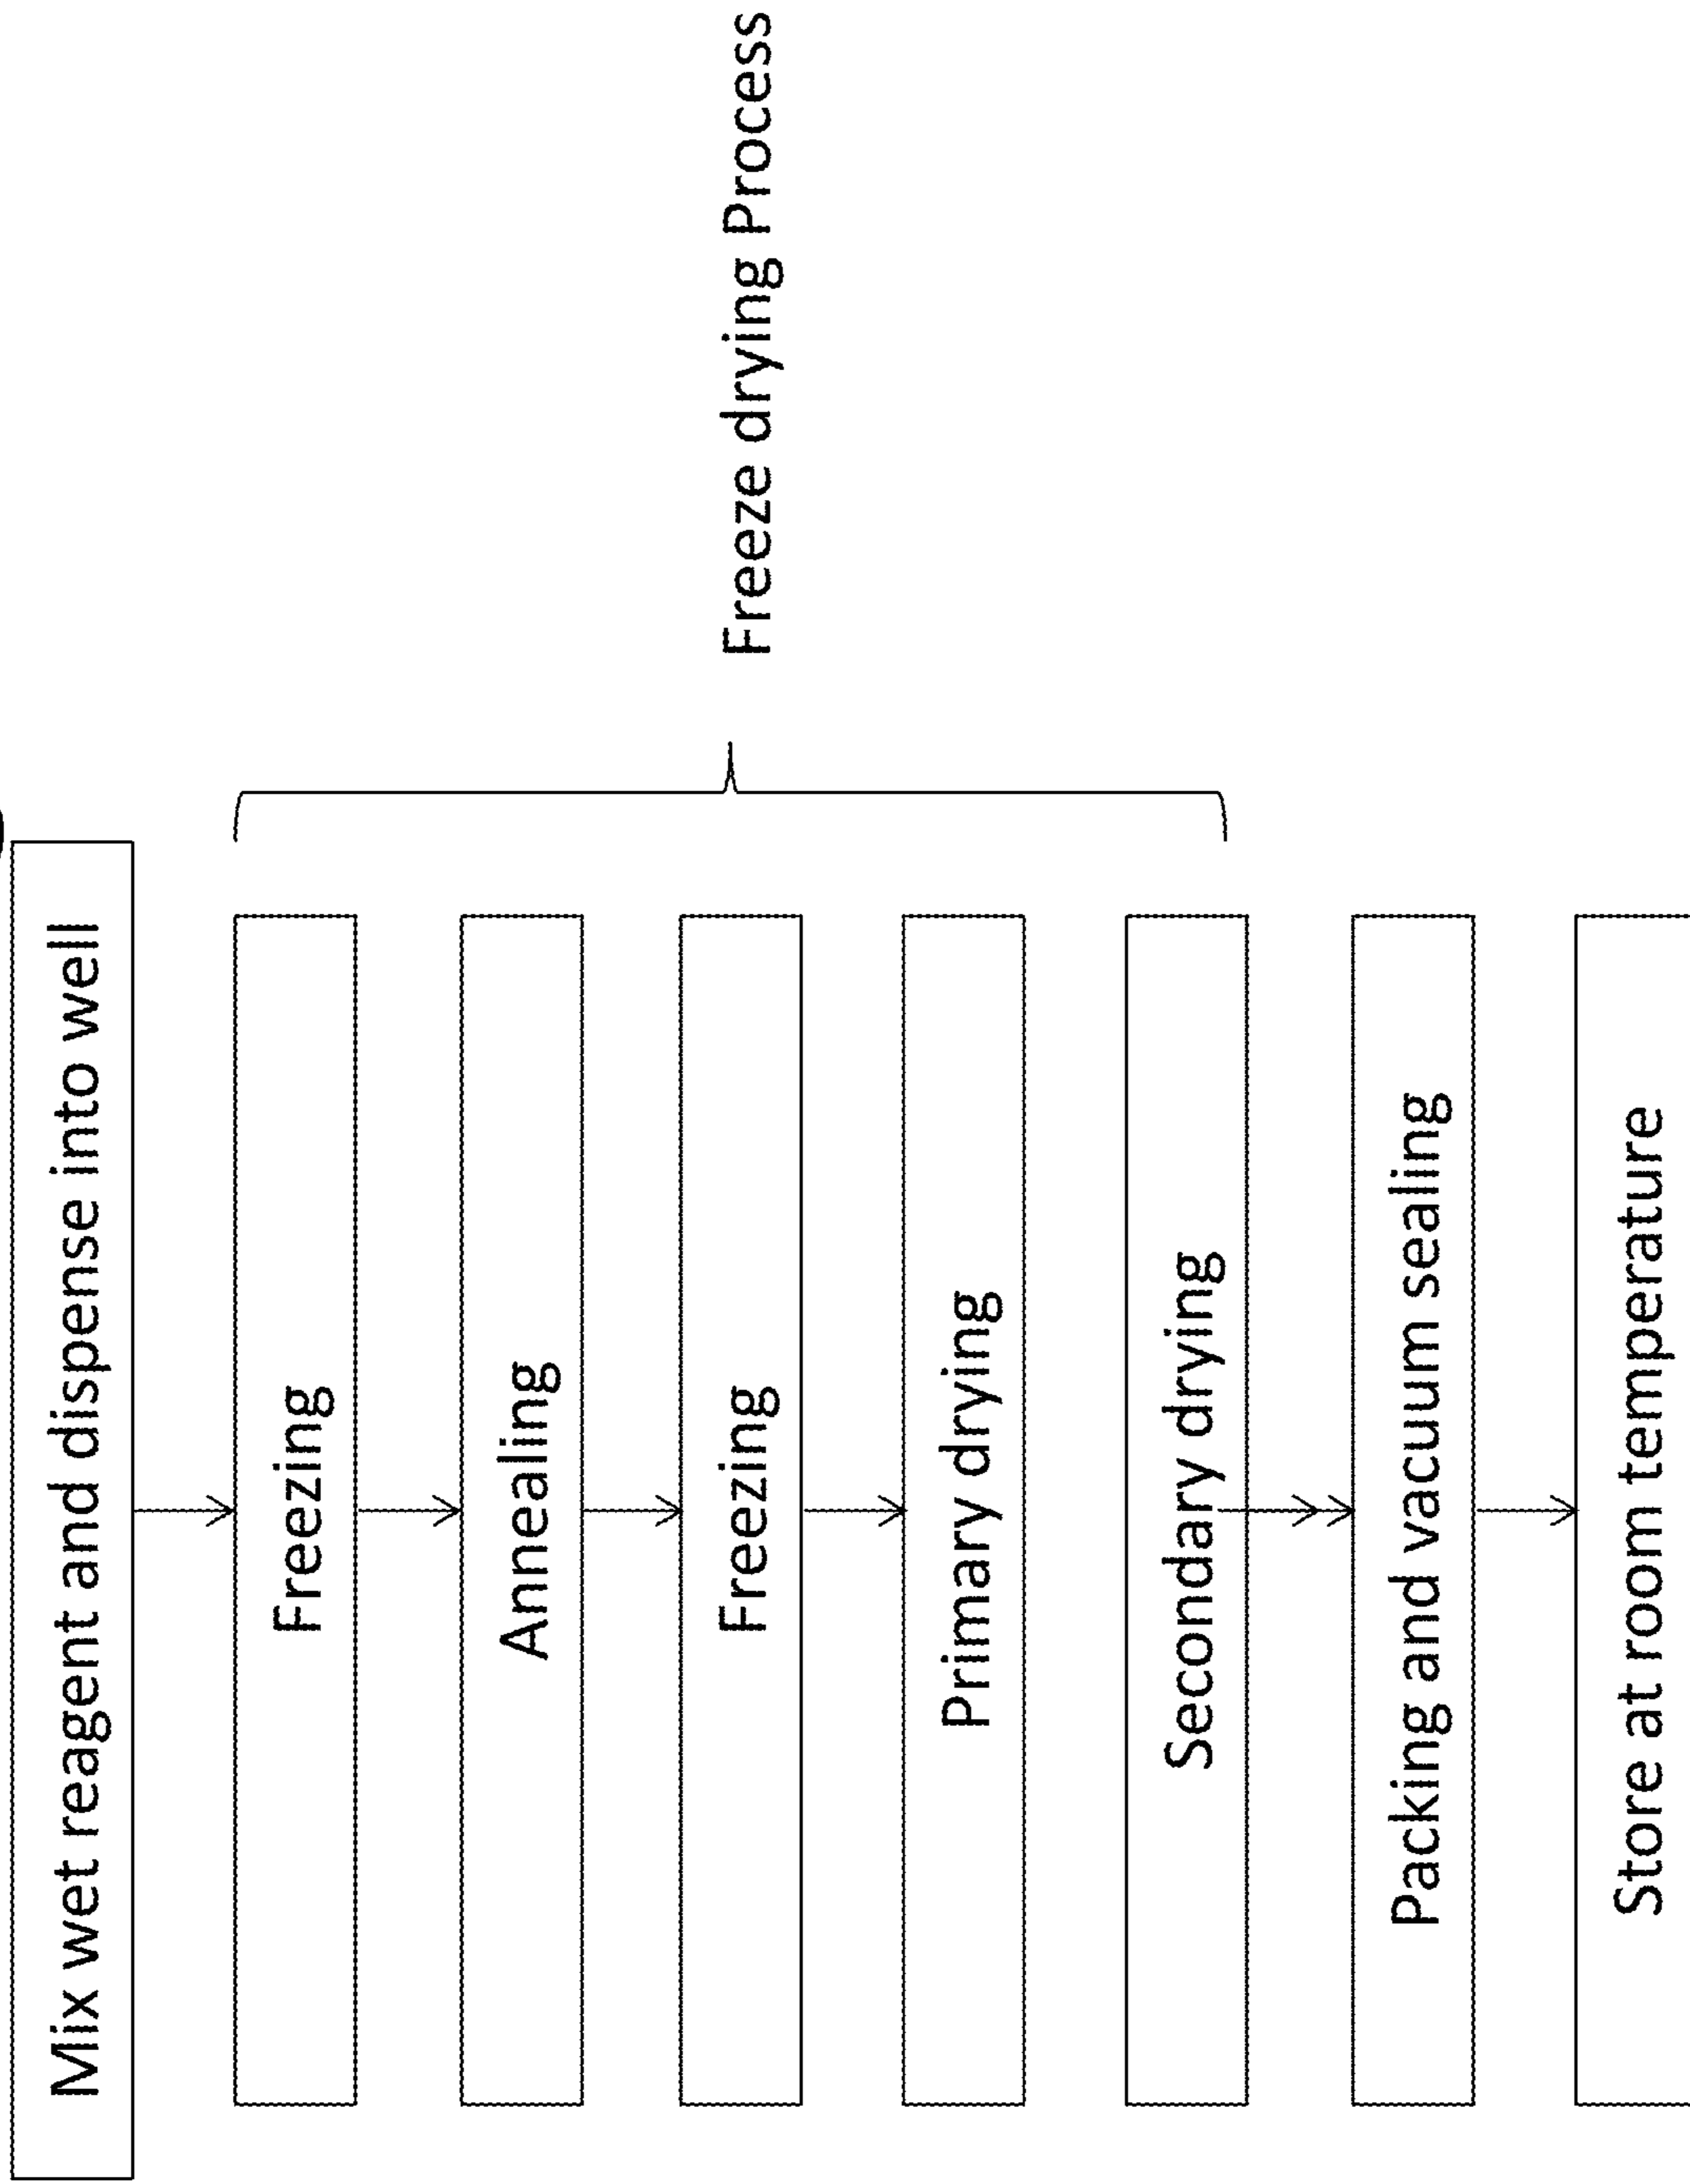 Mix wet reagent and dispense into well
Freezing
Annealing
Freezing
Primary drying
Secondary drying
Packing and vacuum sealing
Store at room temperature
Freeze drying Process